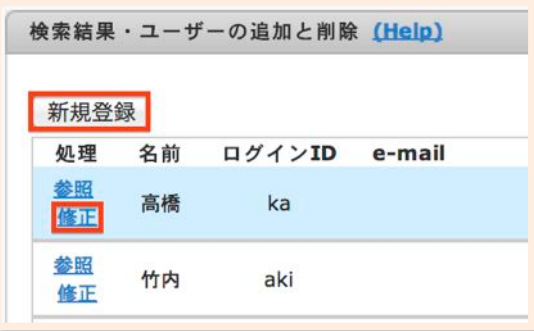 検索結果・ユーザーの追加と削除 (Help)
新規登録
処理 名前 ログインID e-mail
参照
修正 高橋 ka
参照
修正 竹内 aki